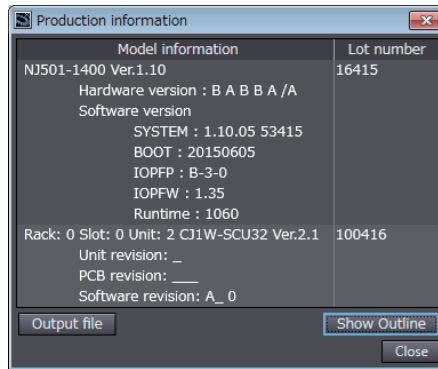 Production information
Model information Lot number
NJ501-1400 Ver.1.10 16415
Hardware version : B A B B A /A
Software version
SYSTEM : 1.10.05 53415
BOOT : 20150605
IOPFP : B-3-0
IOPFW : 1.35
Runtime : 1060
Rack: 0 Slot: 0 Unit: 2 CJ1W-SCU32 Ver.2.1 100416
Unit revision: _
PCB revision: ___
Software revision: A_ 0
Output file Show Outline
Close